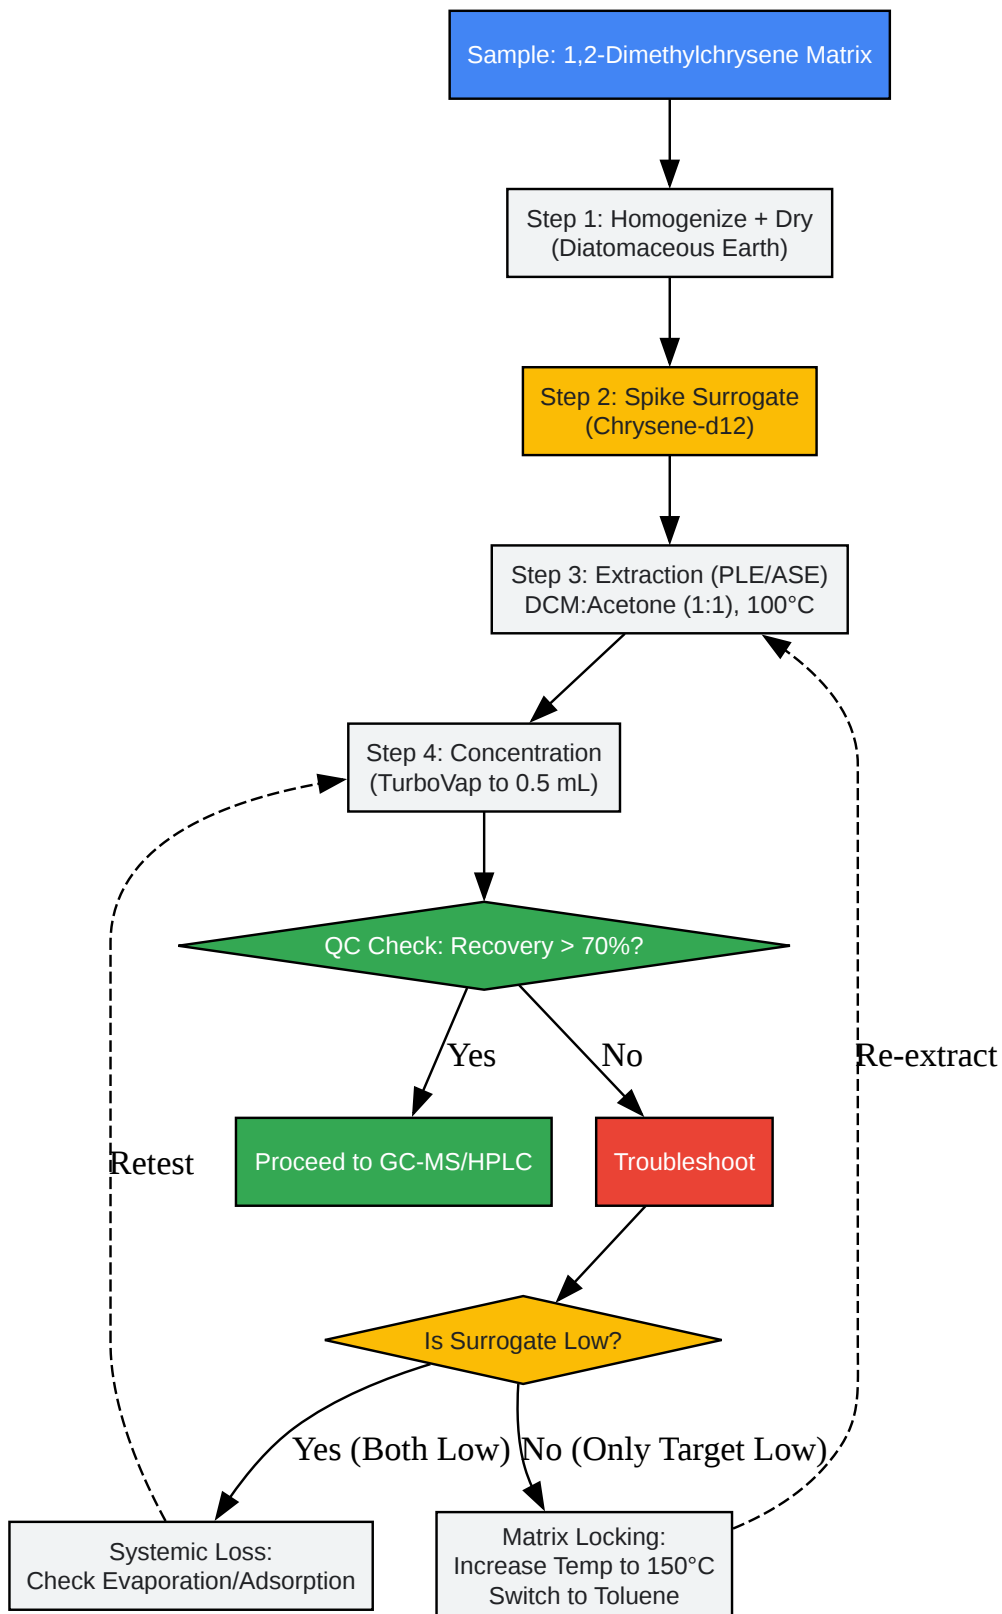 Sample: 1,2-Dimethylchrysene Matrix
Step 1: Homogenize + Dry
(Diatomaceous Earth)
Step 2: Spike Surrogate
(Chrysene-d12)
Step 3: Extraction (PLE/ASE)
DCM:Acetone (1:1), 100°C
Step 4: Concentration
(TurboVap to 0.5 mL)
QC Check: Recovery > 70%?
Yes
No
Re-extract
Retest
Proceed to GC-MS/HPLC
Troubleshoot
Is Surrogate Low?
Yes (Both Low)
No (Only Target Low)
Systemic Loss:
Check Evaporation/Adsorption
Matrix Locking:
Increase Temp to 150°C
Switch to Toluene